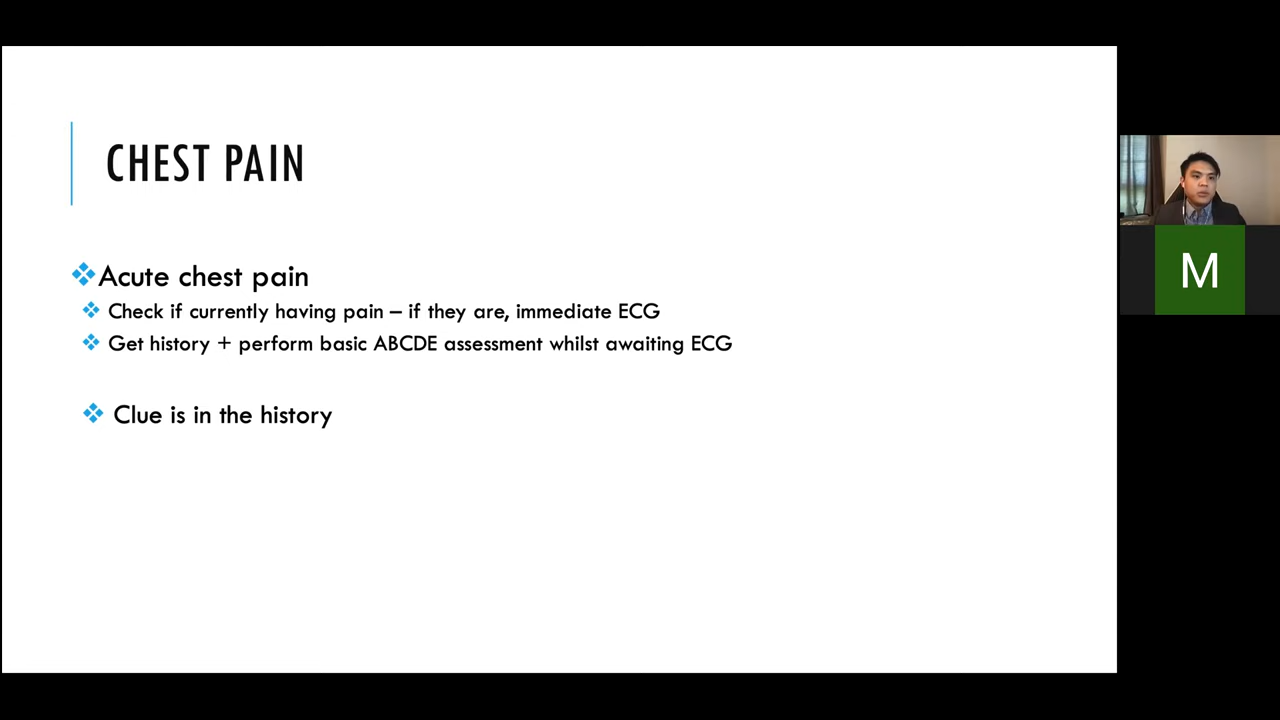 CHEST PAIN
Acute chest pain
Check if currently having pain – if they are, immediate ECG
Get history + perform basic ABCDE assessment whilst awaiting ECG
Clue is in the history
M